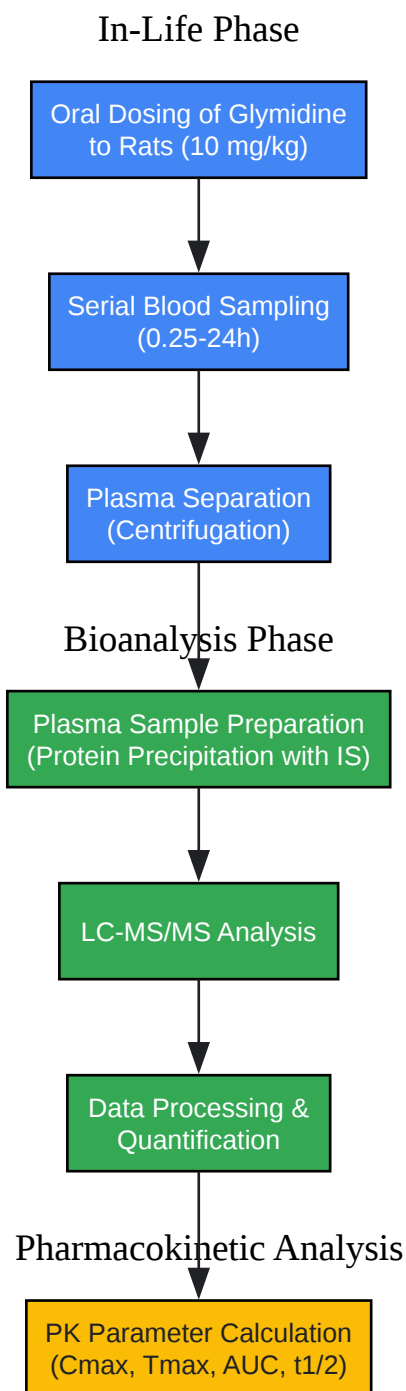 In-Life Phase
Oral Dosing of Glymidine
to Rats (10 mg/kg)
Serial Blood Sampling
(0.25-24h)
Plasma Separation
(Centrifugation)
Bioanalysis Phase
Plasma Sample Preparation
(Protein Precipitation with IS)
LC-MS/MS Analysis
Data Processing &
Quantification
Pharmacokinetic Analysis
PK Parameter Calculation
(Cmax, Tmax, AUC, t1/2)